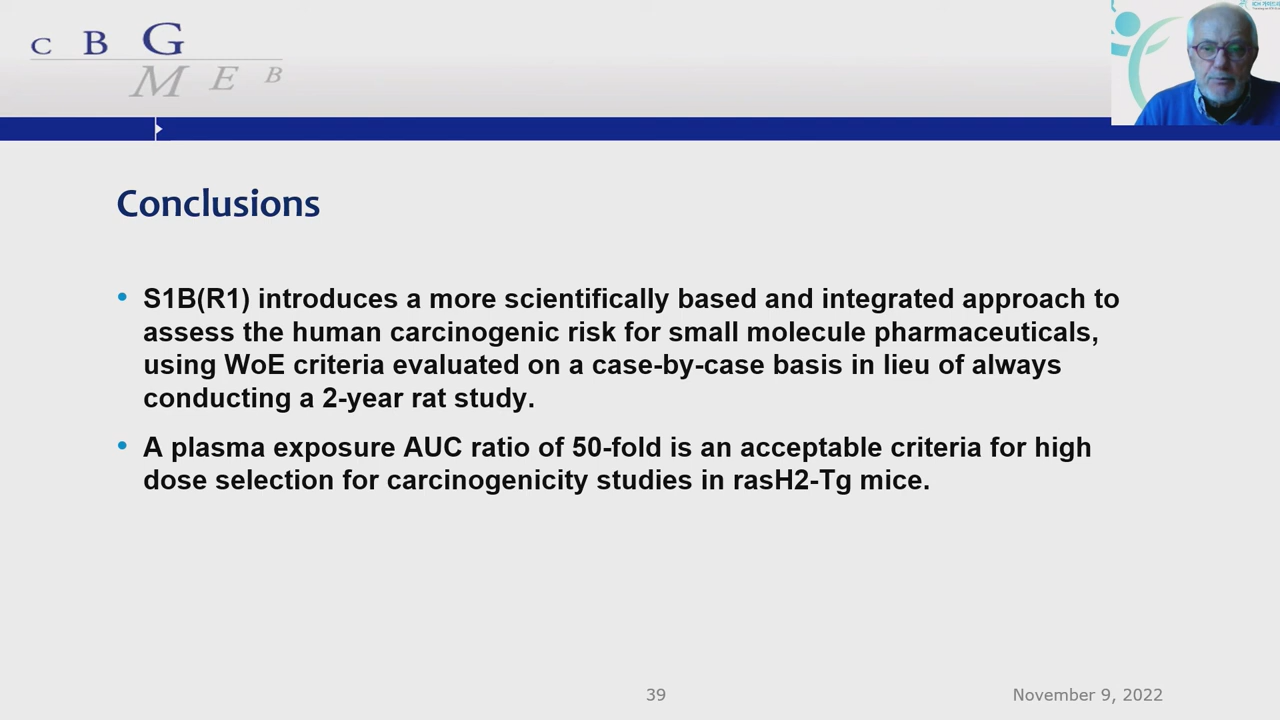 C B G
M E B
Conclusions
• S1B(R1) introduces a more scientifically based and integrated approach to
assess the human carcinogenic risk for small molecule pharmaceuticals,
using WoE criteria evaluated on a case-by-case basis in lieu of always
conducting a 2-year rat study.
• A plasma exposure AUC ratio of 50-fold is an acceptable criteria for high
dose selection for carcinogenicity studies in rasH2-Tg mice.
39
November 9, 2022